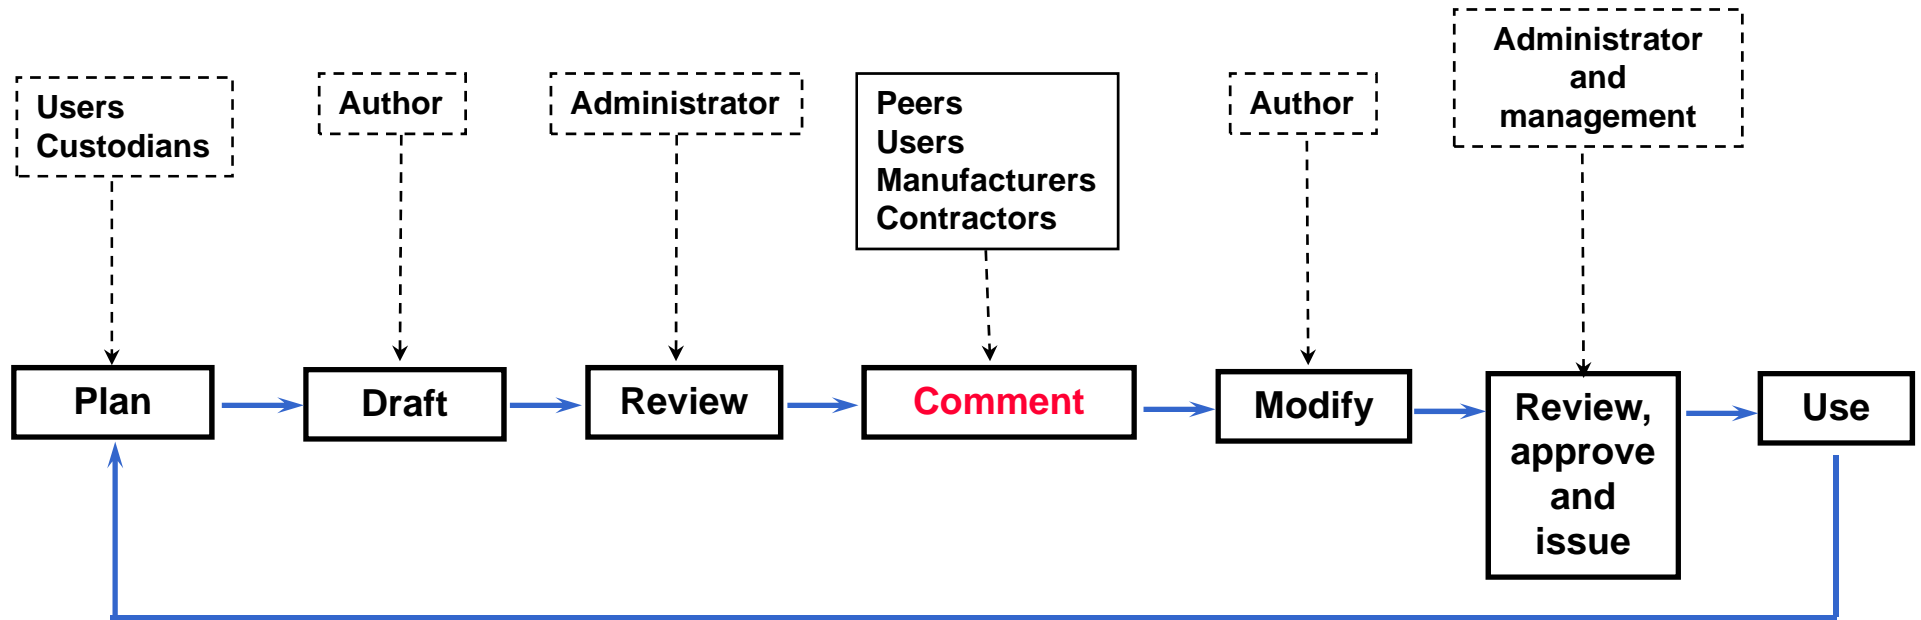 Users
Custodians
Author
Administrator
Peers
Users
Manufacturers
Contractors
Author
Administrator
and
management
Plan
Draft
Review
Comment
Modify
Review,
approve
and
issue
Use